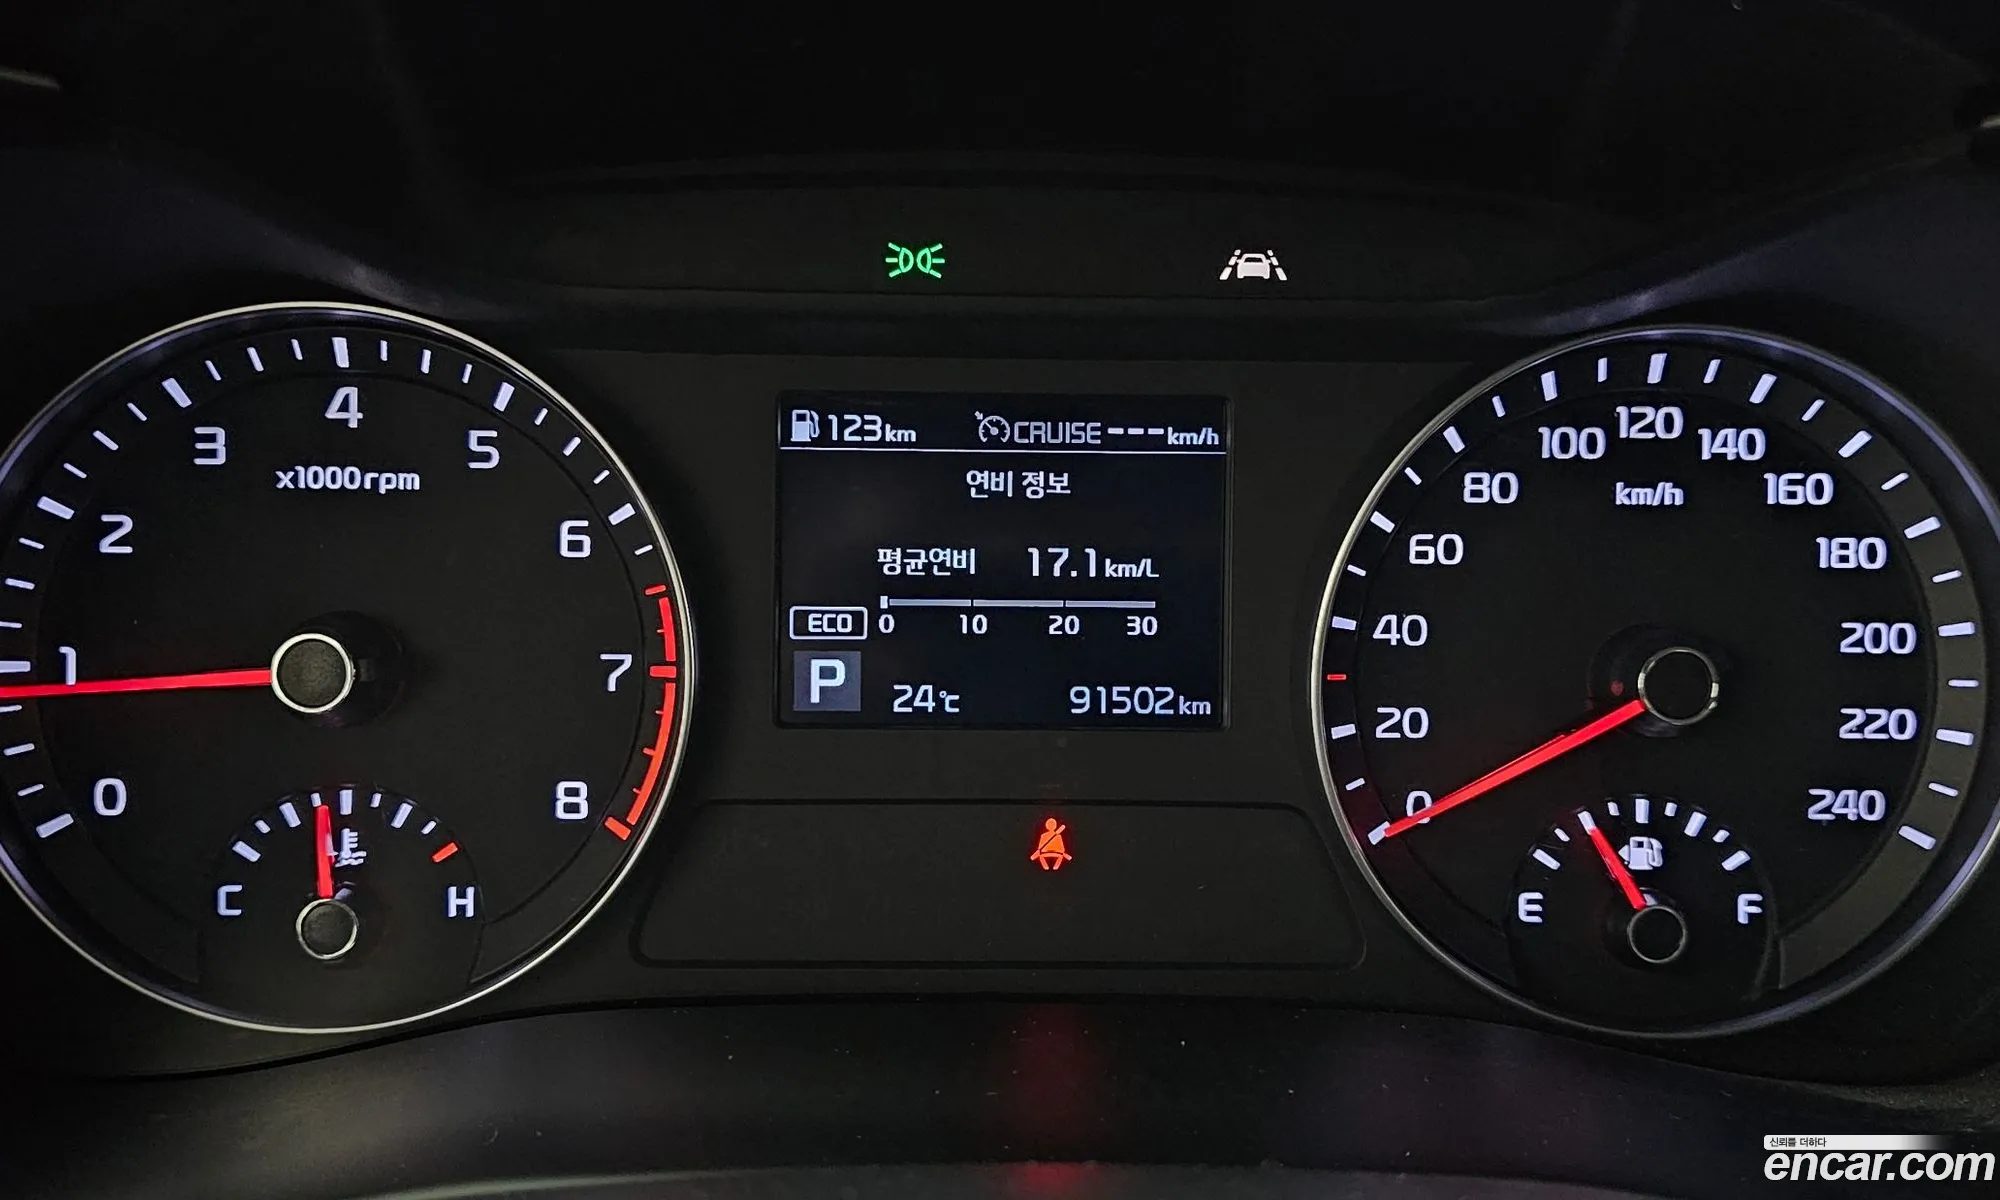 123km CRUISE---km/h
연비 정보
평균연비 17.1km/L
ECO 0 10 20 30
P 24℃ 91502km
0 1 2 3 4 5 6 7 8
x1000rpm
C H
0 20 40 60 80 100 120 140 160 180 200 220 240
km/h
E F
신뢰를 더하다
encar.com